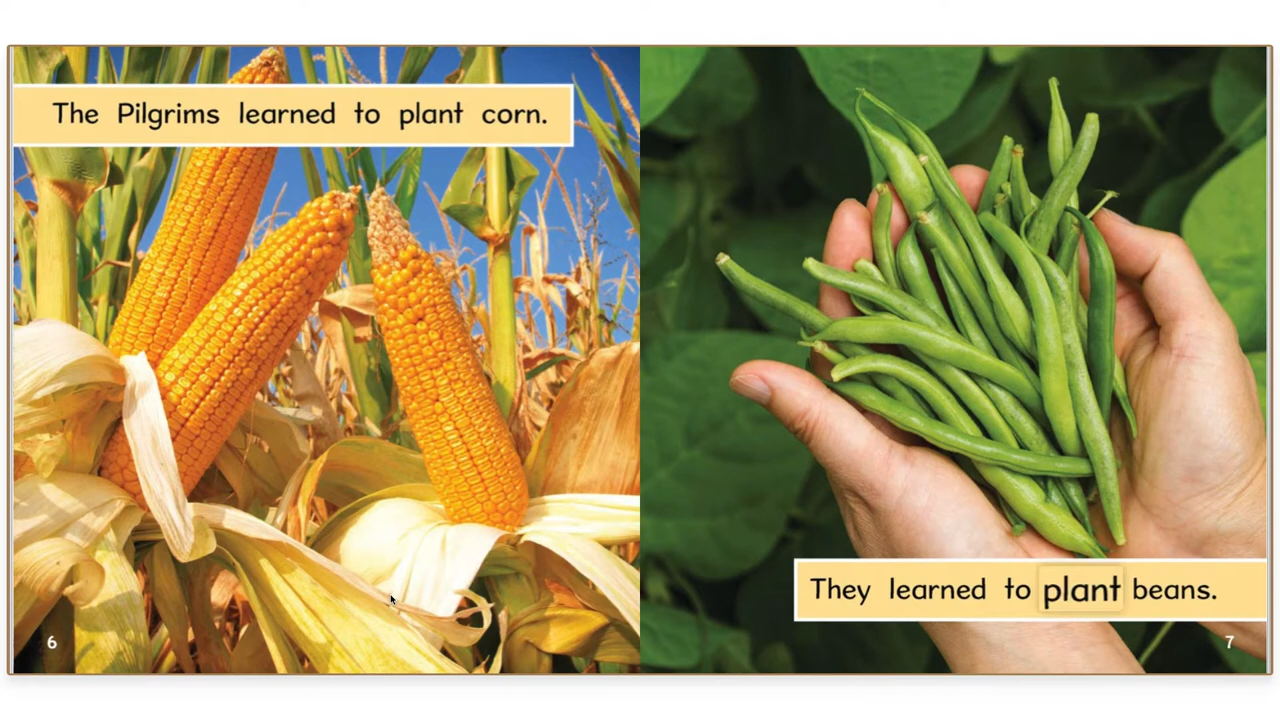 The Pilgrims learned to plant corn.
6
They learned to plant beans.
7